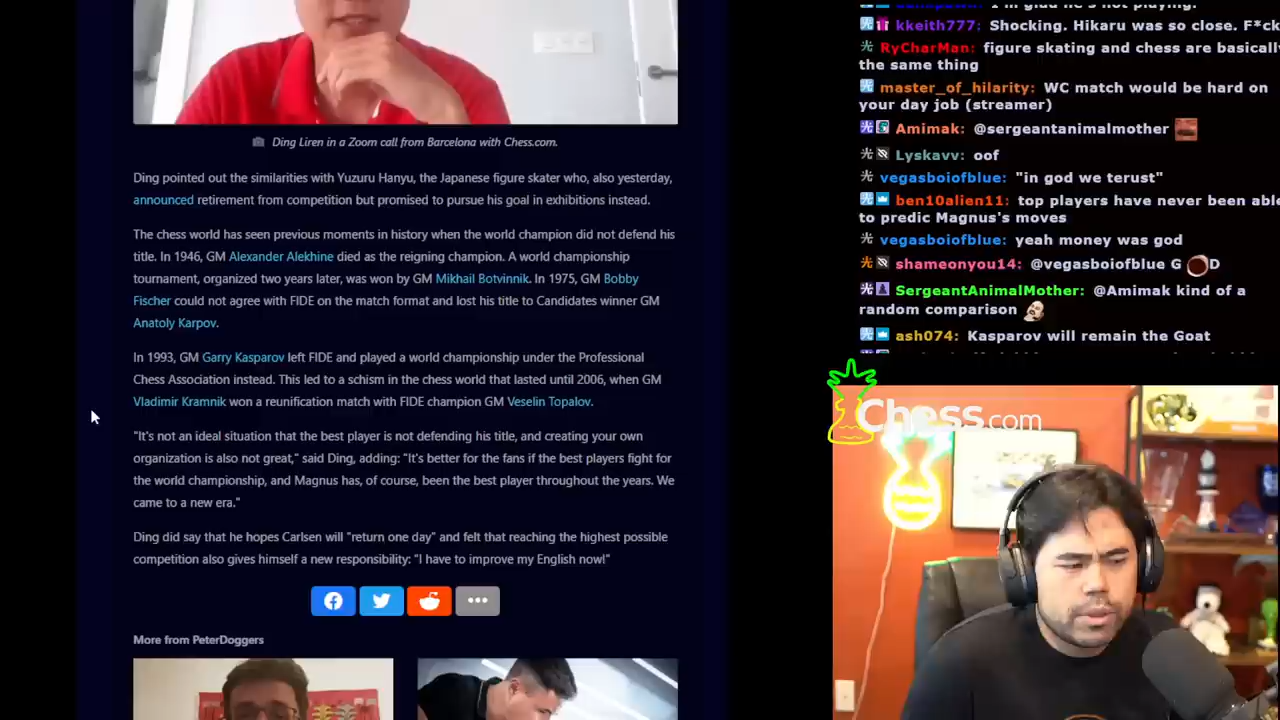 Ding Liren in a Zoom call from Barcelona with Chess.com.
Ding pointed out the similarities with Yuzuru Hanyu, the Japanese figure skater who, also yesterday,
announced retirement from competition but promised to pursue his goal in exhibitions instead.
The chess world has seen previous moments in history when the world champion did not defend his
title. In 1946, GM Alexander Alekhine died as the reigning champion. A world championship
tournament, organized two years later, was won by GM Mikhail Botvinnik. In 1975, GM Bobby
Fischer could not agree with FIDE on the match format and lost his title to Candidates winner GM
Anatoly Karpov.
In 1993, GM Garry Kasparov left FIDE and played a world championship under the Professional
Chess Association instead. This led to a schism in the chess world that lasted until 2006, when GM
Vladimir Kramnik won a reunification match with FIDE champion GM Veselin Topalov.
"It's not an ideal situation that the best player is not defending his title, and creating your own
organization is also not great," said Ding, adding: "It's better for the fans if the best players fight for
the world championship, and Magnus has, of course, been the best player throughout the years. We
came to a new era."
Ding did say that he hopes Carlsen will "return one day" and felt that reaching the highest possible
competition also gives himself a new responsibility: "I have to improve my English now!"
More from PeterDoggers
kkeith777: Shocking. Hikaru was so close. F*ck
光 RyCharMan: figure skating and chess are basically
the same thing
master_of_hilarity: WC match would be hard on
your day job (streamer)
光 Amimak: @sergeantanimalmother
光 Lyskavv: oof
光 vegasboiofblue: "in god we terust"
ben10alien11: top players have never been able
to predic Magnus's moves
光 vegasboiofblue: yeah money was god
光 shameonyou14: @vegasboiofblue G D
光 SergeantAnimalMother: @Amimak kind of a
random comparison
ash074: Kasparov will remain the Goat
Chess.com